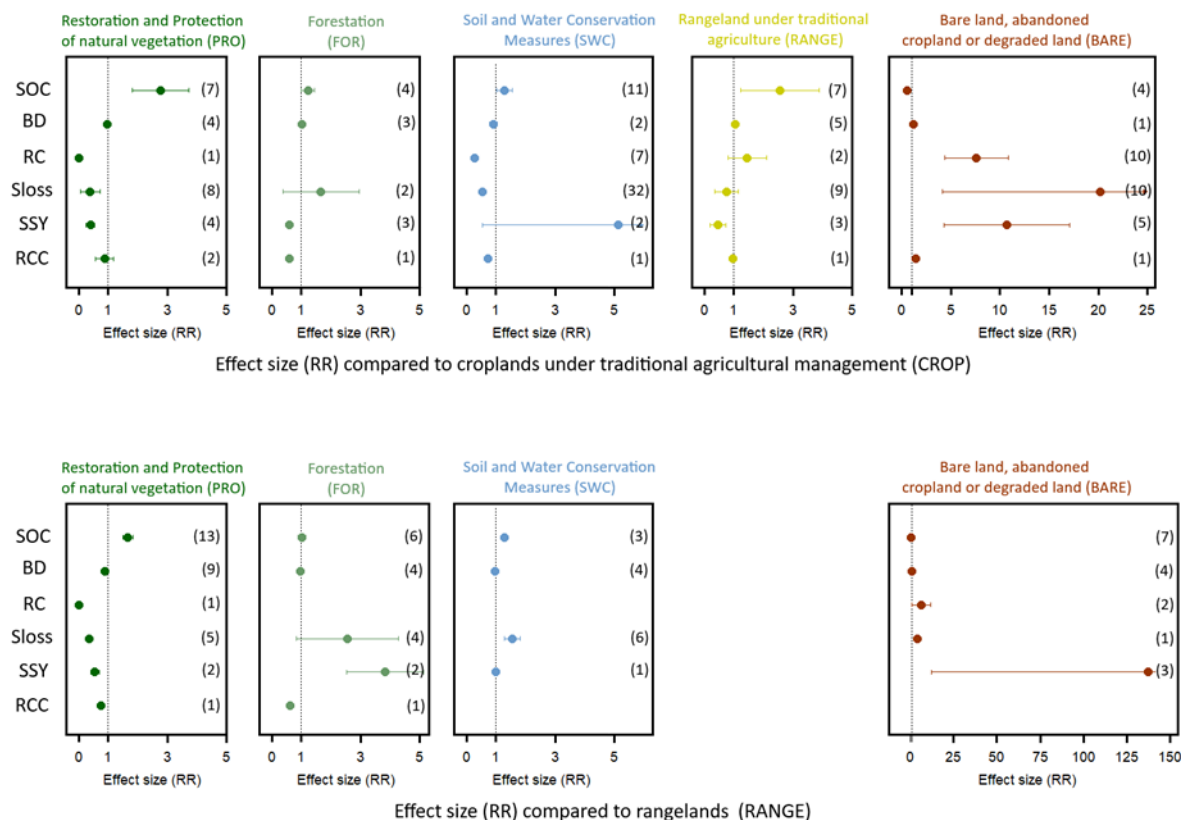 Restoration and Protection
of natural vegetation (PRO)
Forestation
(FOR)
Soil and Water Conservation
Measures (SWC)
Rangeland under traditional
agriculture (RANGE)
Bare land, abandoned
cropland or degraded land (BARE)
SOC (7) (4) (11) (7) (4)
BD (4) (3) (2) (5) (1)
RC (1) (7) (2) (10)
Sloss (8) (2) (32) (9) (10)
SSY (4) (3) (2) (3) (5)
RCC (2) (1) (1) (1) (1)
0 1 3 5 0 1 3 5 0 1 5 0 1 3 5 0 1 5 10 15 20 25
Effect size (RR) Effect size (RR) Effect size (RR) Effect size (RR) Effect size (RR)
Effect size (RR) compared to croplands under traditional agricultural management (CROP)
Restoration and Protection
of natural vegetation (PRO)
Forestation
(FOR)
Soil and Water Conservation
Measures (SWC)
Bare land, abandoned
cropland or degraded land (BARE)
SOC (13) (6) (3) (7)
BD (9) (4) (4) (4)
RC (1) (2)
Sloss (5) (4) (6) (1)
SSY (2) (2) (1) (3)
RCC (1) (1)
0 1 3 5 0 1 3 5 0 1 5 0 25 50 75 100 125 150
Effect size (RR) Effect size (RR) Effect size (RR) Effect size (RR)
Effect size (RR) compared to rangelands (RANGE)